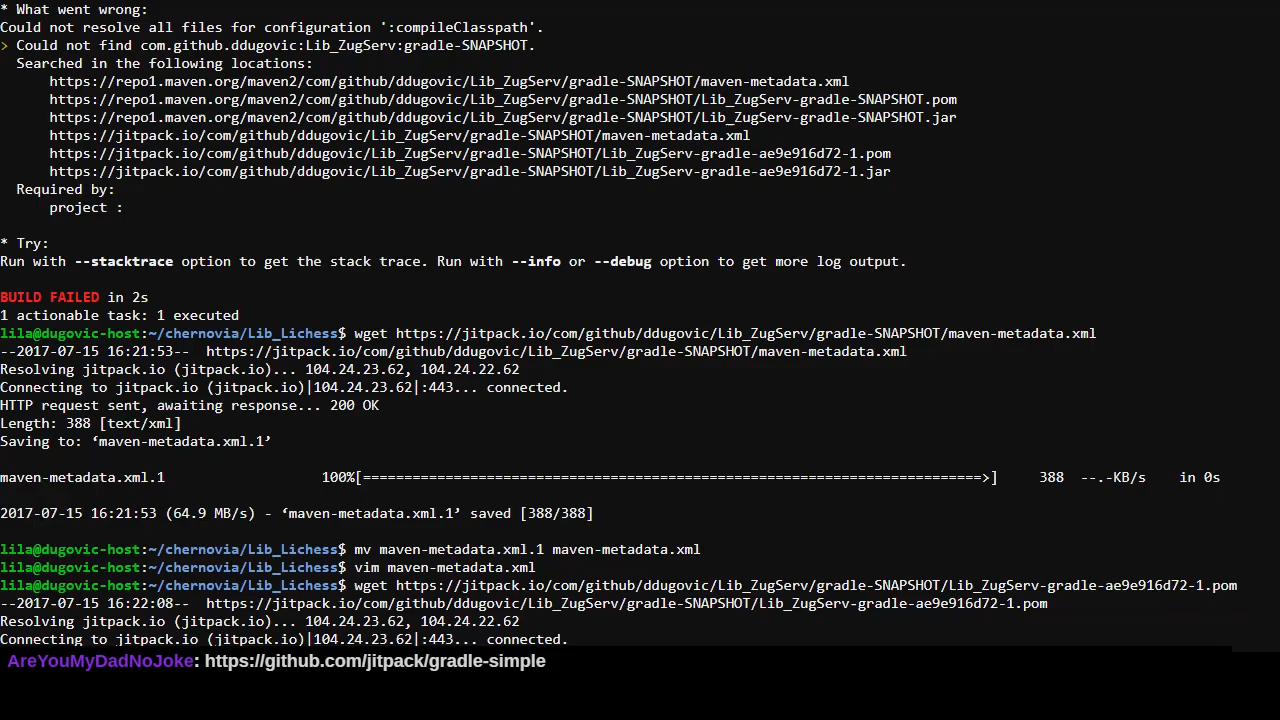 * What went wrong:
Could not resolve all files for configuration ':compileClasspath'.
> Could not find com.github.ddugovic:Lib_ZugServ:gradle-SNAPSHOT.
Searched in the following locations:
https://repo1.maven.org/maven2/com/github/ddugovic/Lib_ZugServ/gradle-SNAPSHOT/maven-metadata.xml
https://repo1.maven.org/maven2/com/github/ddugovic/Lib_ZugServ/gradle-SNAPSHOT/Lib_ZugServ-gradle-SNAPSHOT.pom
https://repo1.maven.org/maven2/com/github/ddugovic/Lib_ZugServ/gradle-SNAPSHOT/Lib_ZugServ-gradle-SNAPSHOT.jar
https://jitpack.io/com/github/ddugovic/Lib_ZugServ/gradle-SNAPSHOT/maven-metadata.xml
https://jitpack.io/com/github/ddugovic/Lib_ZugServ/gradle-SNAPSHOT/Lib_ZugServ-gradle-ae9e916d72-1.pom
https://jitpack.io/com/github/ddugovic/Lib_ZugServ/gradle-SNAPSHOT/Lib_ZugServ-gradle-ae9e916d72-1.jar
Required by:
project :
* Try:
Run with --stacktrace option to get the stack trace. Run with --info or --debug option to get more log output.
BUILD FAILED in 2s
1 actionable task: 1 executed
lila@dugovic-host:~/chernovia/Lib_Lichess$ wget https://jitpack.io/com/github/ddugovic/Lib_ZugServ/gradle-SNAPSHOT/maven-metadata.xml
--2017-07-15 16:21:53-- https://jitpack.io/com/github/ddugovic/Lib_ZugServ/gradle-SNAPSHOT/maven-metadata.xml
Resolving jitpack.io (jitpack.io)... 104.24.23.62, 104.24.22.62
Connecting to jitpack.io (jitpack.io)|104.24.23.62|:443... connected.
HTTP request sent, awaiting response... 200 OK
Length: 388 [text/xml]
Saving to: ‘maven-metadata.xml.1’
maven-metadata.xml.1 100%[===========================================================================>] 388 --.-KB/s in 0s
2017-07-15 16:21:53 (64.9 MB/s) - ‘maven-metadata.xml.1’ saved [388/388]
lila@dugovic-host:~/chernovia/Lib_Lichess$ mv maven-metadata.xml.1 maven-metadata.xml
lila@dugovic-host:~/chernovia/Lib_Lichess$ vim maven-metadata.xml
lila@dugovic-host:~/chernovia/Lib_Lichess$ wget https://jitpack.io/com/github/ddugovic/Lib_ZugServ/gradle-SNAPSHOT/Lib_ZugServ-gradle-ae9e916d72-1.pom
--2017-07-15 16:22:08-- https://jitpack.io/com/github/ddugovic/Lib_ZugServ/gradle-SNAPSHOT/Lib_ZugServ-gradle-ae9e916d72-1.pom
Resolving jitpack.io (jitpack.io)... 104.24.23.62, 104.24.22.62
Connecting to jitpack.io (jitpack.io)|104.24.23.62|:443... connected.
AreYouMyDadNoJoke: https://github.com/jitpack/gradle-simple